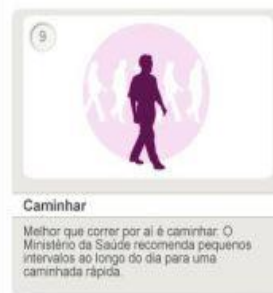 9
Caminhar
Melhor que correr por aí é caminhar. O
Ministério da Saúde recomenda pequenos
intervalos ao longo do dia para uma
caminhada rápida.